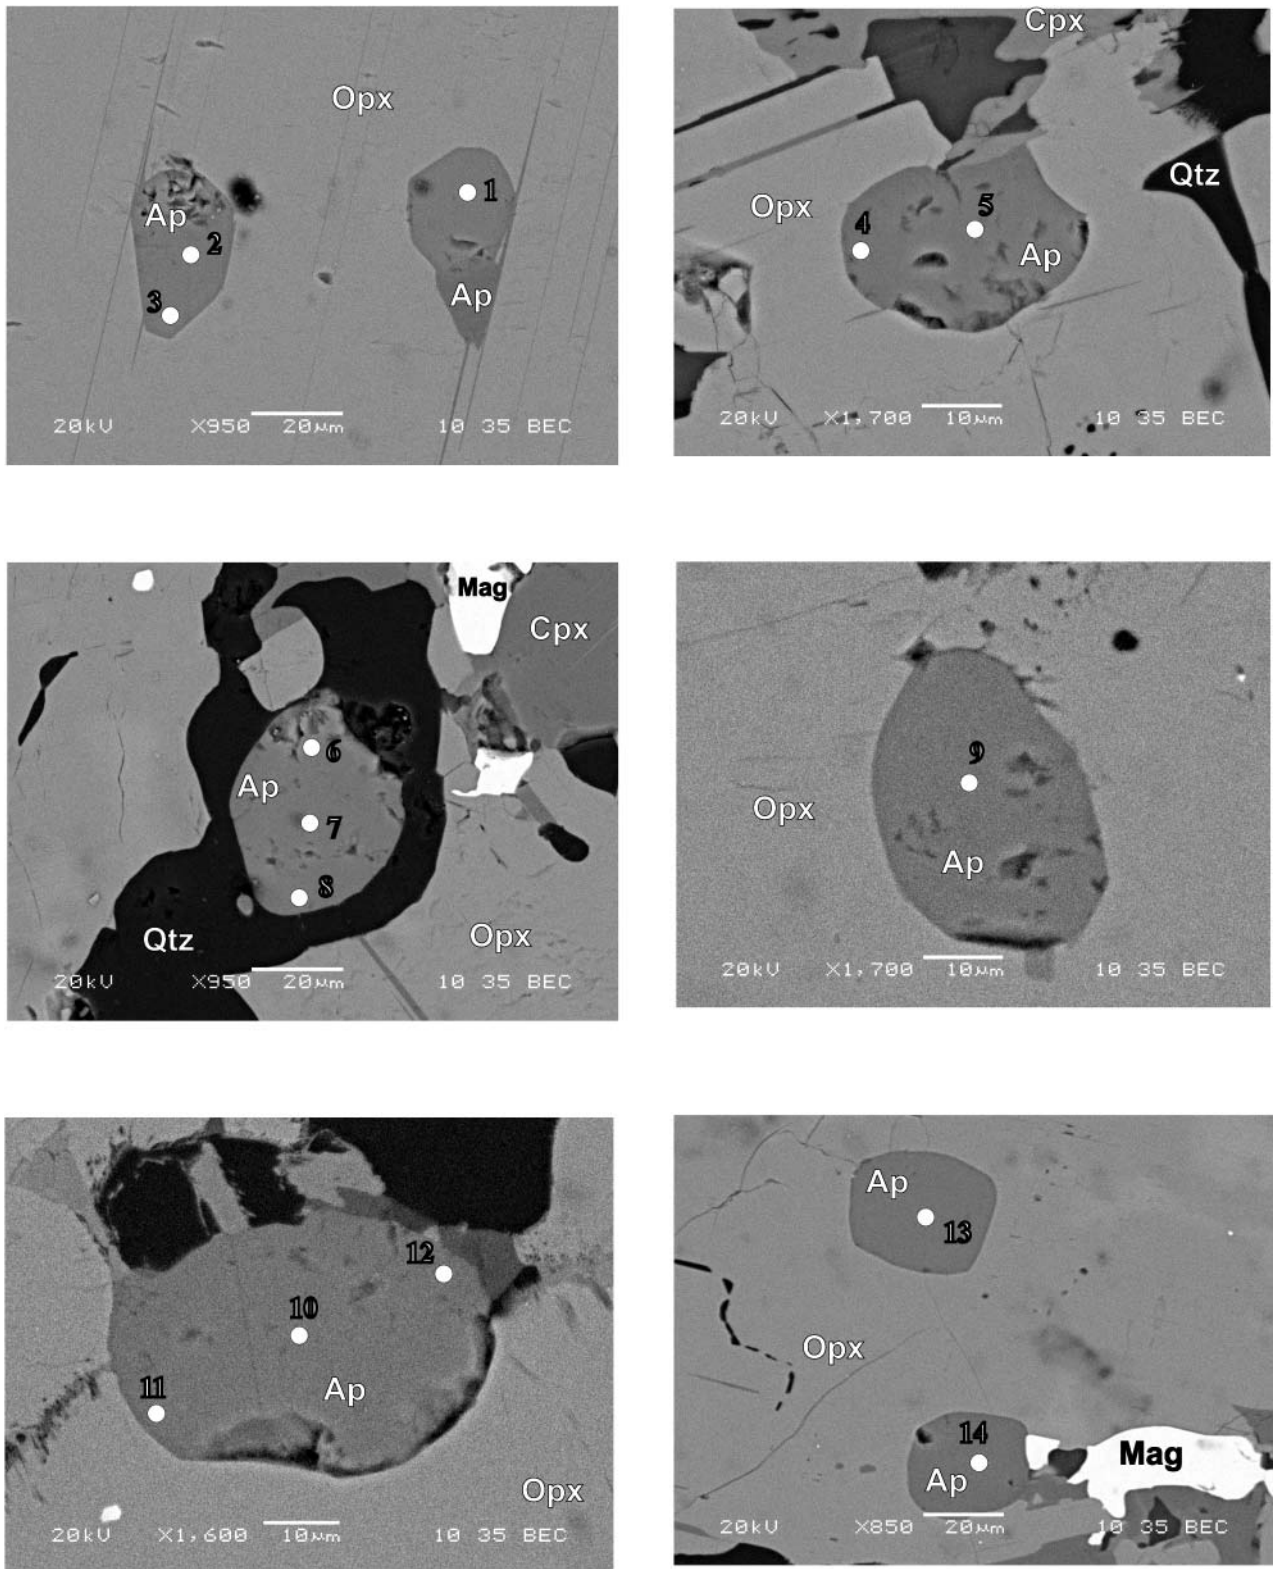 Opx
1
Ap
2
Ap
3
20kV X950 20µm 10 35 BEC
Cpx
Qtz
Opx
4
5
Ap
20kV X1,700 10µm 10 35 BEC
Mag
Cpx
6
Ap
7
8
Qtz
Opx
20kV X950 20µm 10 35 BEC
9
Opx
Ap
20kV X1,700 10µm 10 35 BEC
12
10
11
Ap
Opx
20kV X1,600 10µm 10 35 BEC
Ap
13
Opx
14
Mag
Ap
20kV X850 20µm 10 35 BEC